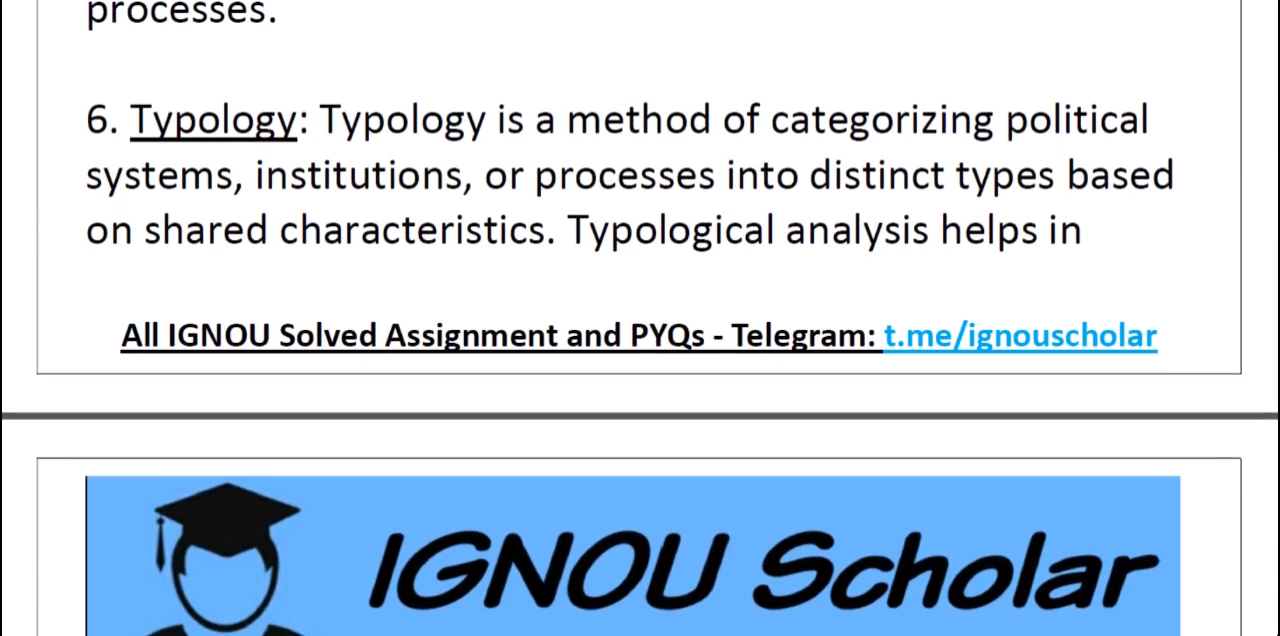 processes.
6. Typology: Typology is a method of categorizing political
systems, institutions, or processes into distinct types based
on shared characteristics. Typological analysis helps in
All IGNOU Solved Assignment and PYQs - Telegram: t.me/ignouscholar
IGNOU Scholar